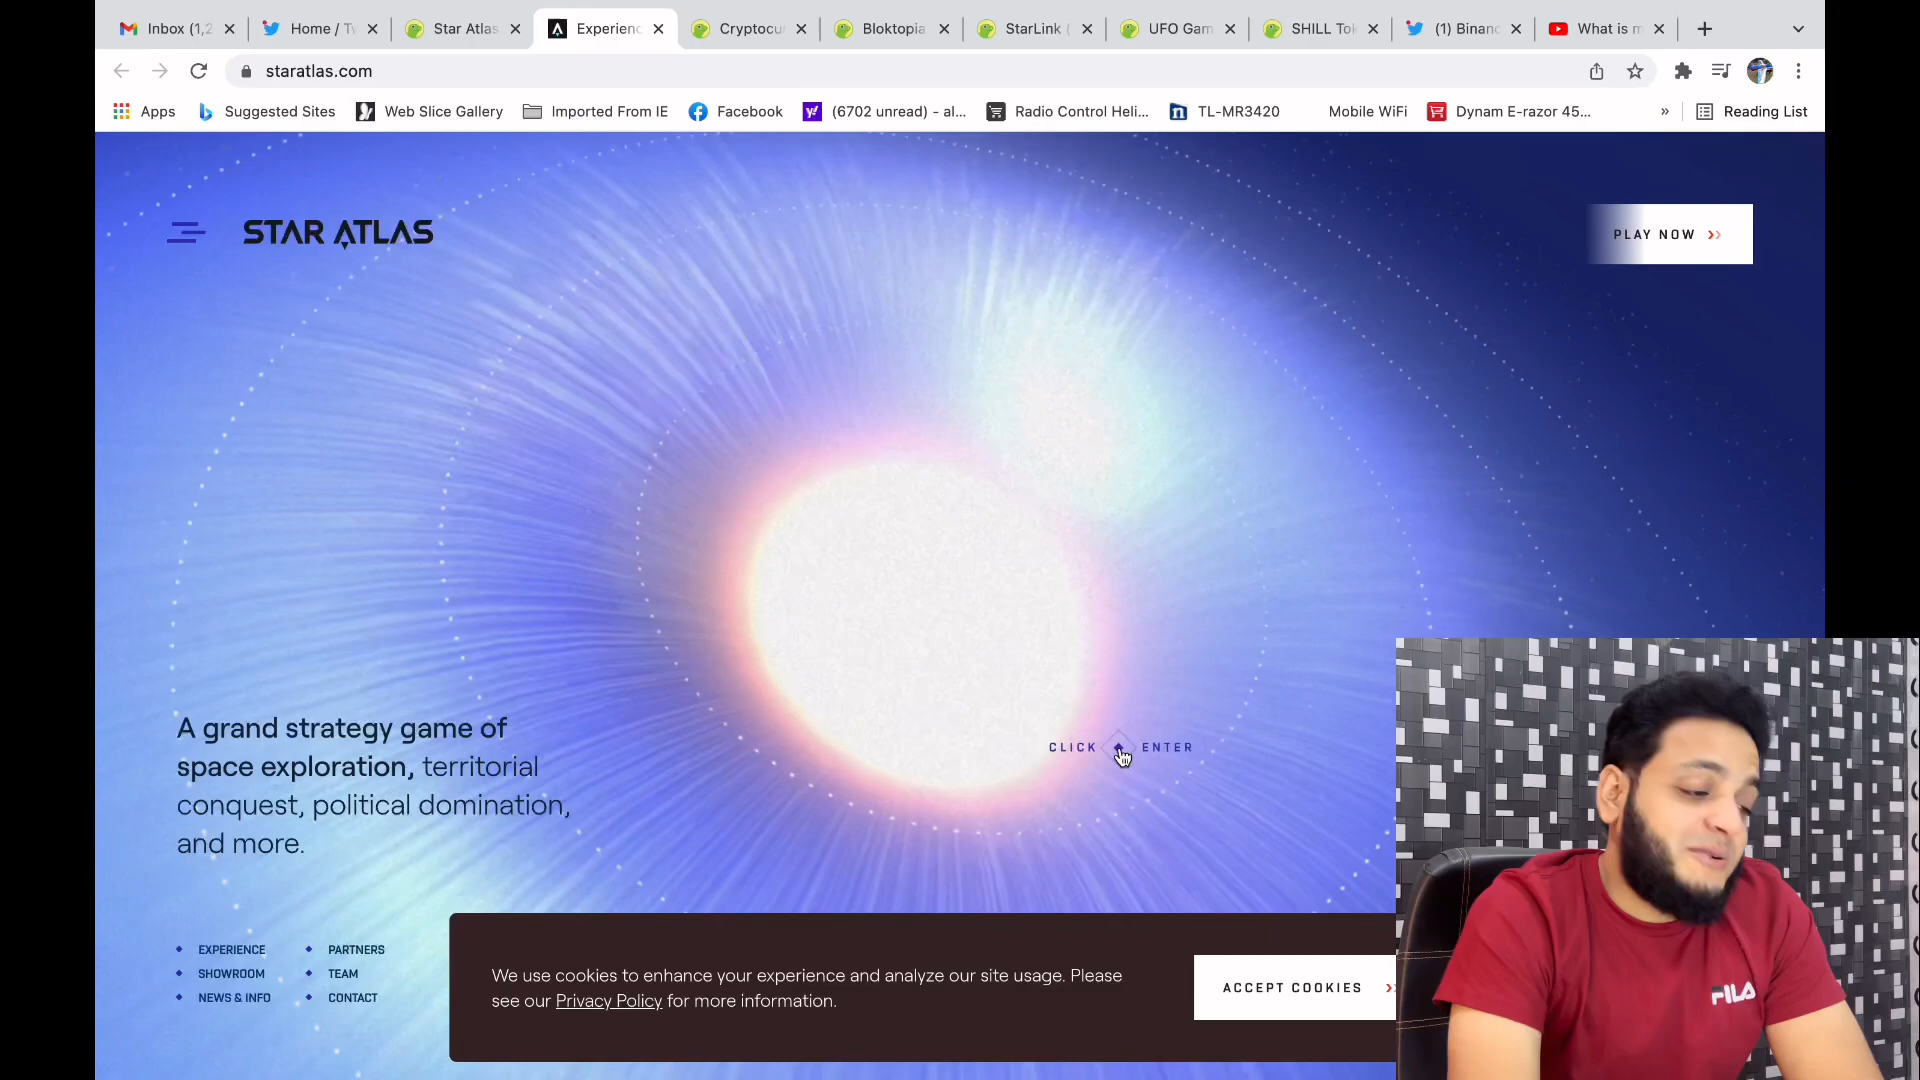 Inbox (1,2
Home / Tw
Star Atlas
Experienc
Cryptocu
Bloktopia
StarLink (
UFO Gam
SHILL Tok
(1) Binanc
What is m
staratlas.com
Apps
Suggested Sites
Web Slice Gallery
Imported From IE
Facebook
(6702 unread) - al...
Radio Control Heli...
TL-MR3420
Mobile WiFi
Dynam E-razor 45...
»
Reading List
STAR ATLAS
PLAY NOW
CLICK ENTER
A grand strategy game of
space exploration, territorial
conquest, political domination,
and more.
EXPERIENCE
SHOWROOM
NEWS & INFO
PARTNERS
TEAM
CONTACT
We use cookies to enhance your experience and analyze our site usage. Please
see our Privacy Policy for more information.
ACCEPT COOKIES
FILA